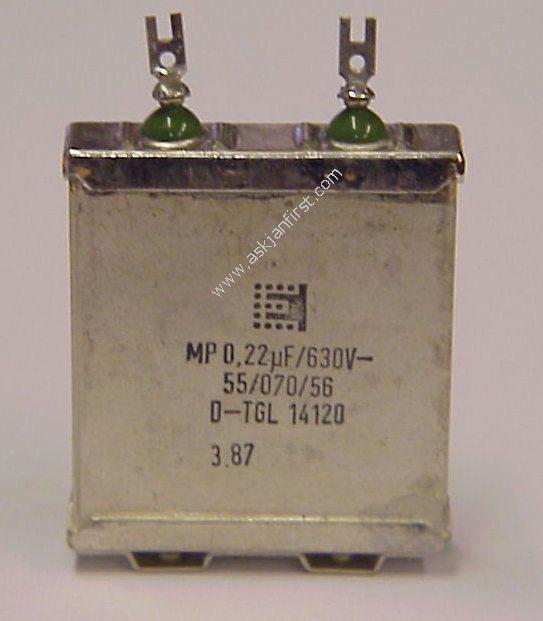 www.askjanfirst.com
MP 0,22µF/630V–
55/070/56
D–TGL 14120
3.87